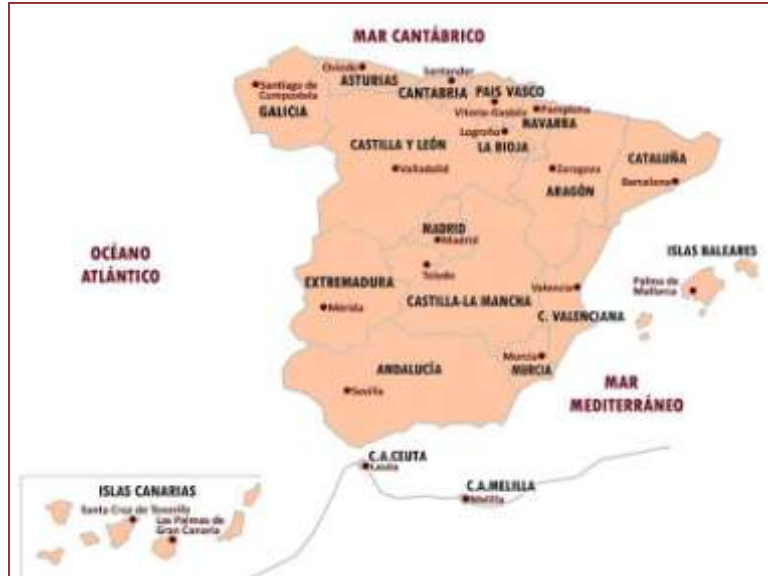 MAR CANTÁBRICO
Oviedo
ASTURIAS
Santander
CANTABRIA
PAIS VASCO
Santiago de
Compostela
GALICIA
Vitoria-Gasteiz
Pamplona
NAVARRA
Logroño
LA RIOJA
CASTILLA Y LEÓN
Valladolid
Zaragoza
ARAGÓN
CATALUÑA
Barcelona
MADRID
Madrid
Toledo
OCÉANO
ATLÁNTICO
EXTREMADURA
Mérida
CASTILLA-LA MANCHA
Valencia
C. VALENCIANA
ISLAS BALEARES
Palma de
Mallorca
Murcia
MURCIA
ANDALUCÍA
Sevilla
MAR
MEDITERRÁNEO
C.A.CEUTA
Ceuta
C.A.MELILLA
Melilla
ISLAS CANARIAS
Santa Cruz de Tenerife
Las Palmas de
Gran Canaria